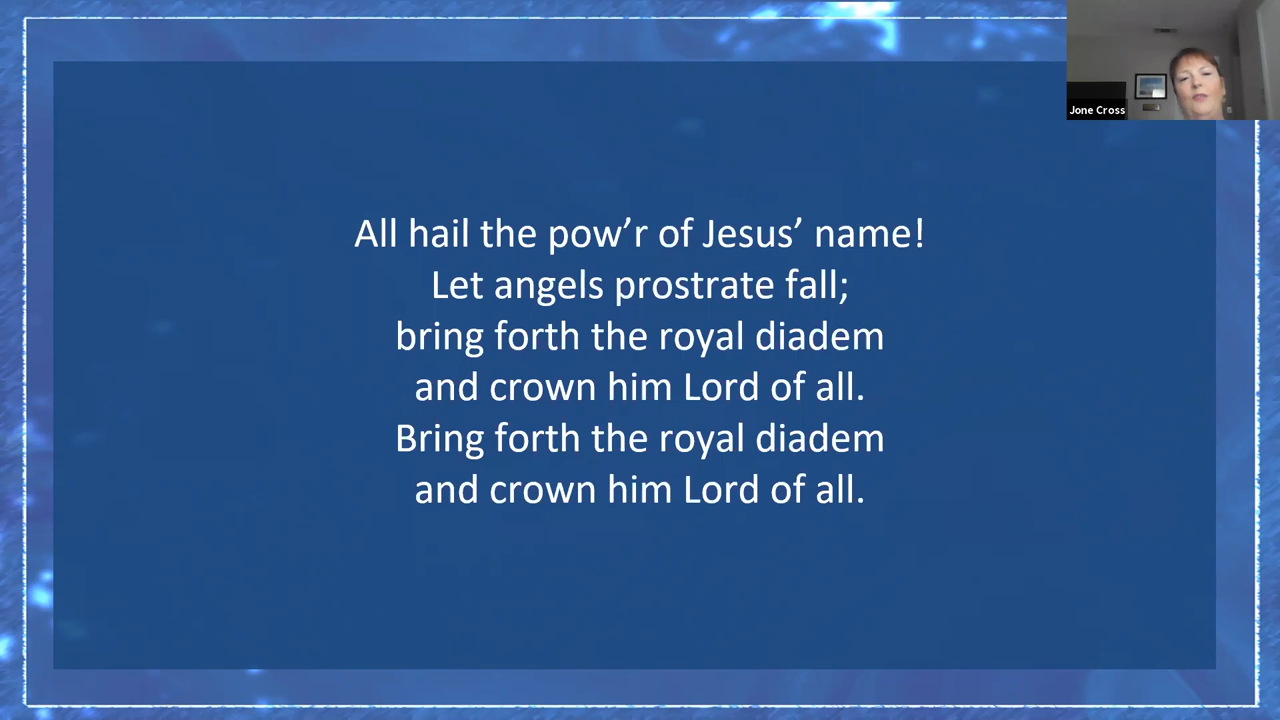 Jone Cross
All hail the pow’r of Jesus’ name!
Let angels prostrate fall;
bring forth the royal diadem
and crown him Lord of all.
Bring forth the royal diadem
and crown him Lord of all.